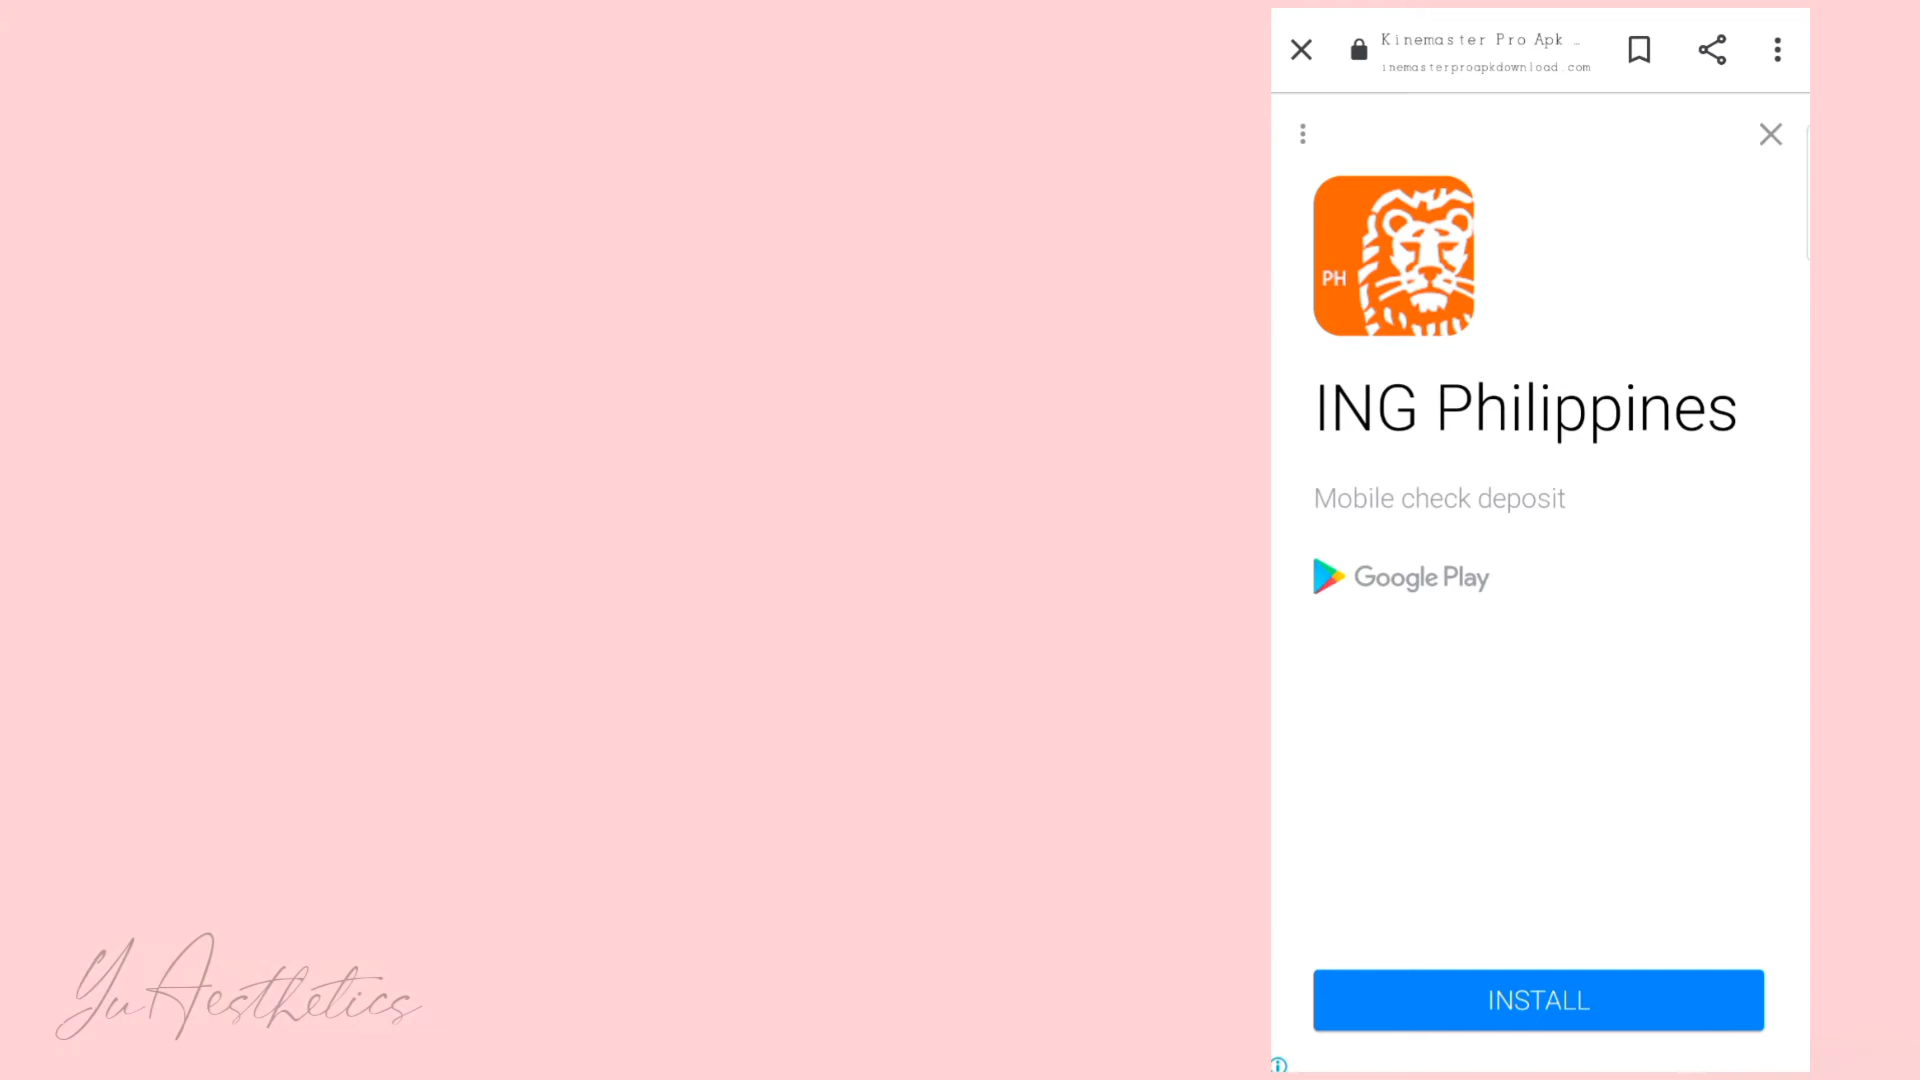 Kinemaster Pro Apk ...
inemasterproapkdownload.com
PH
ING Philippines
Mobile check deposit
Google Play
INSTALL
YuAesthetics